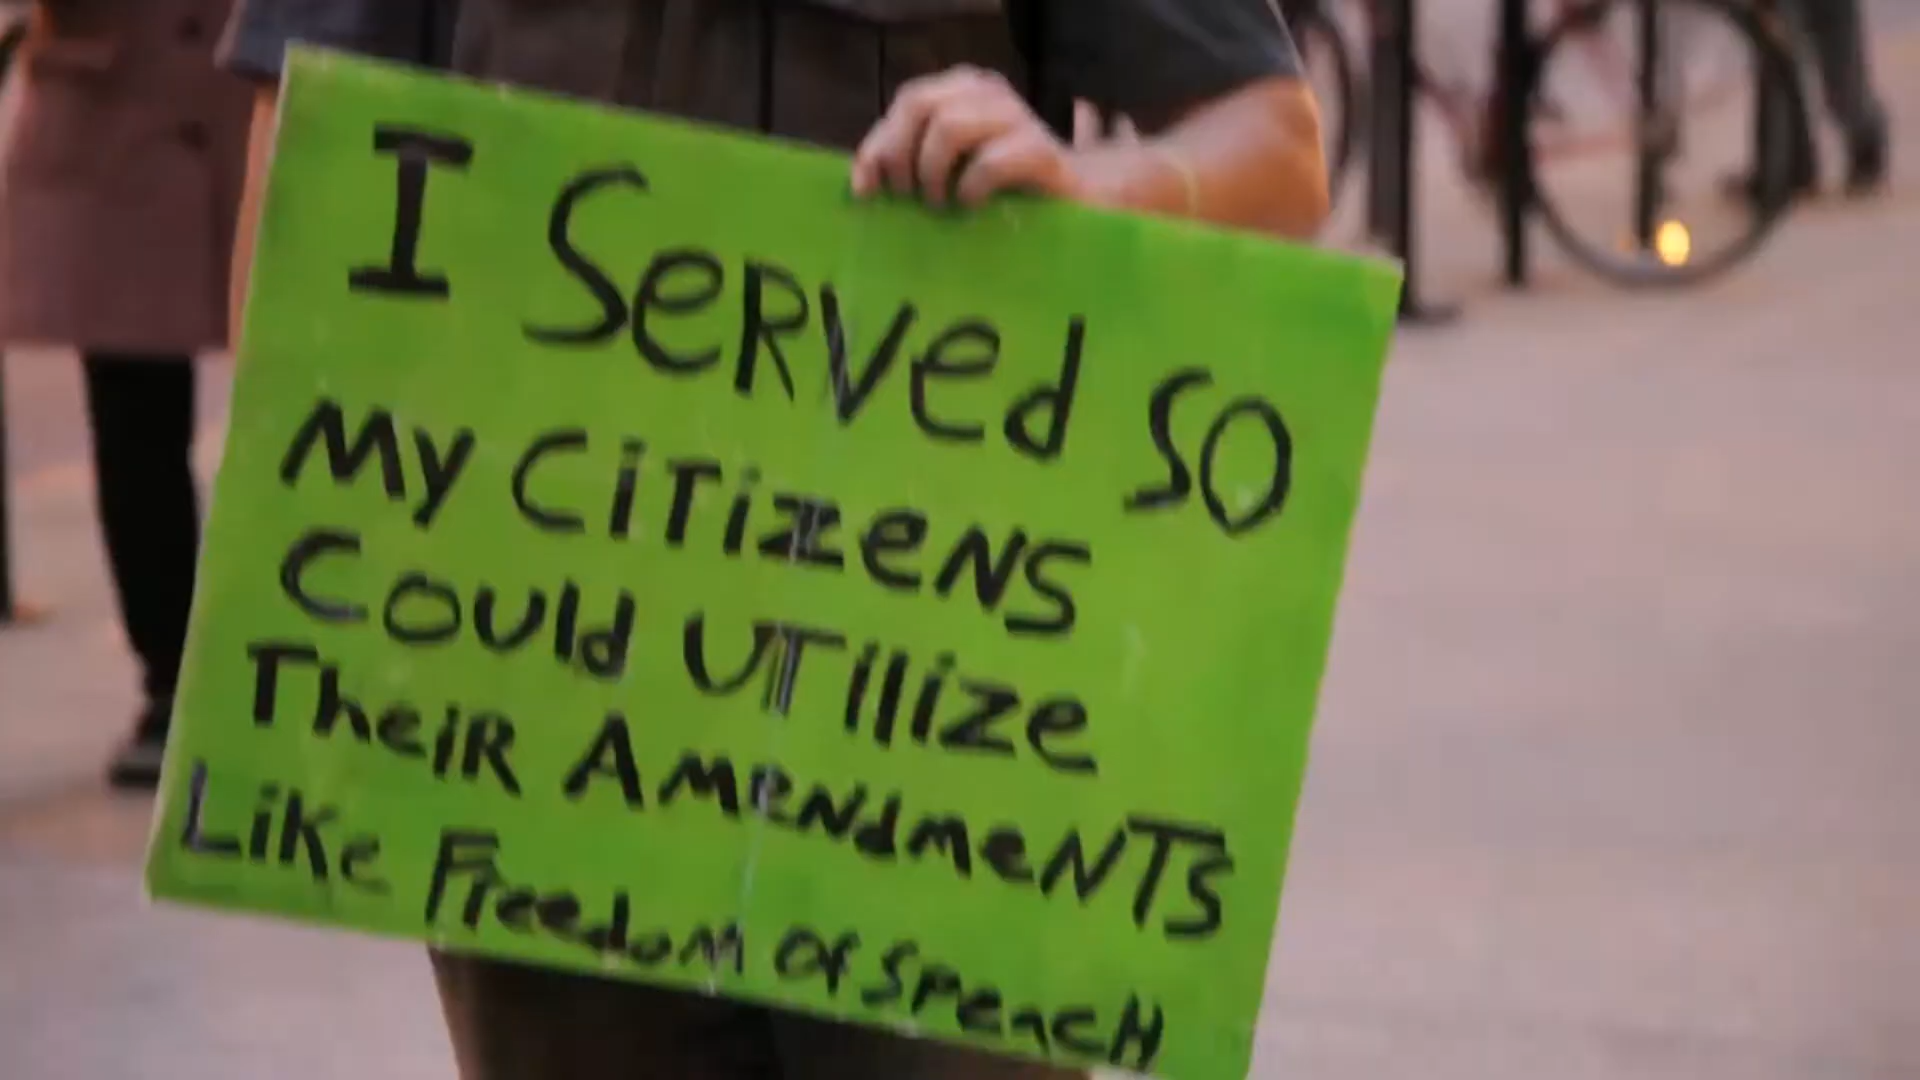 I SeRVed SO
My CiTizeNS
Could UTilize
TheiR AmeNdmeNTS
Like Freedom Of SpeacH